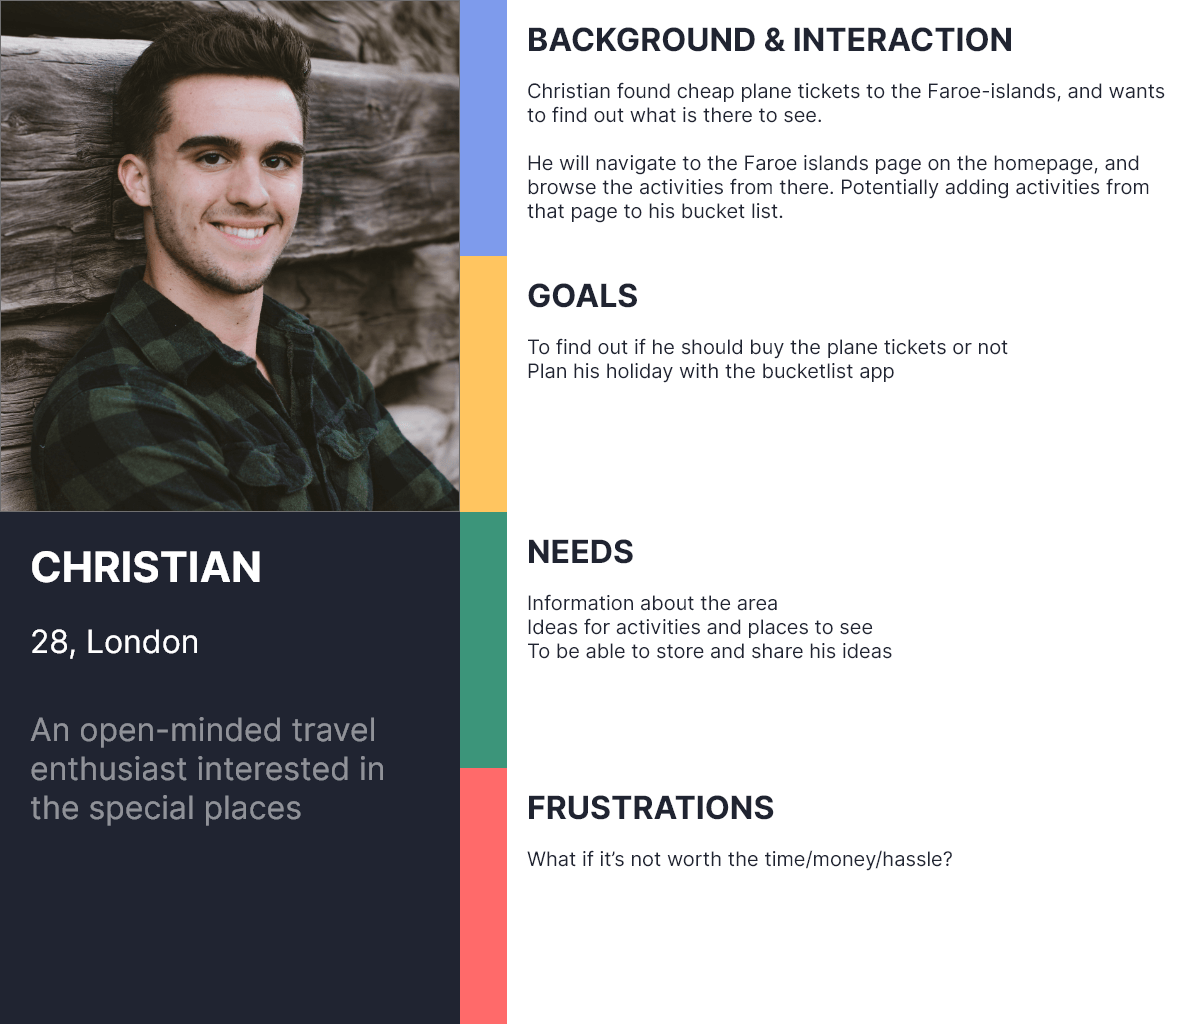 BACKGROUND & INTERACTION
Christian found cheap plane tickets to the Faroe-islands, and wants
to find out what is there to see.
He will navigate to the Faroe islands page on the homepage, and
browse the activities from there. Potentially adding activities from
that page to his bucket list.
GOALS
To find out if he should buy the plane tickets or not
Plan his holiday with the bucketlist app
CHRISTIAN
28, London
An open-minded travel
enthusiast interested in
the special places
NEEDS
Information about the area
Ideas for activities and places to see
To be able to store and share his ideas
FRUSTRATIONS
What if it’s not worth the time/money/hassle?